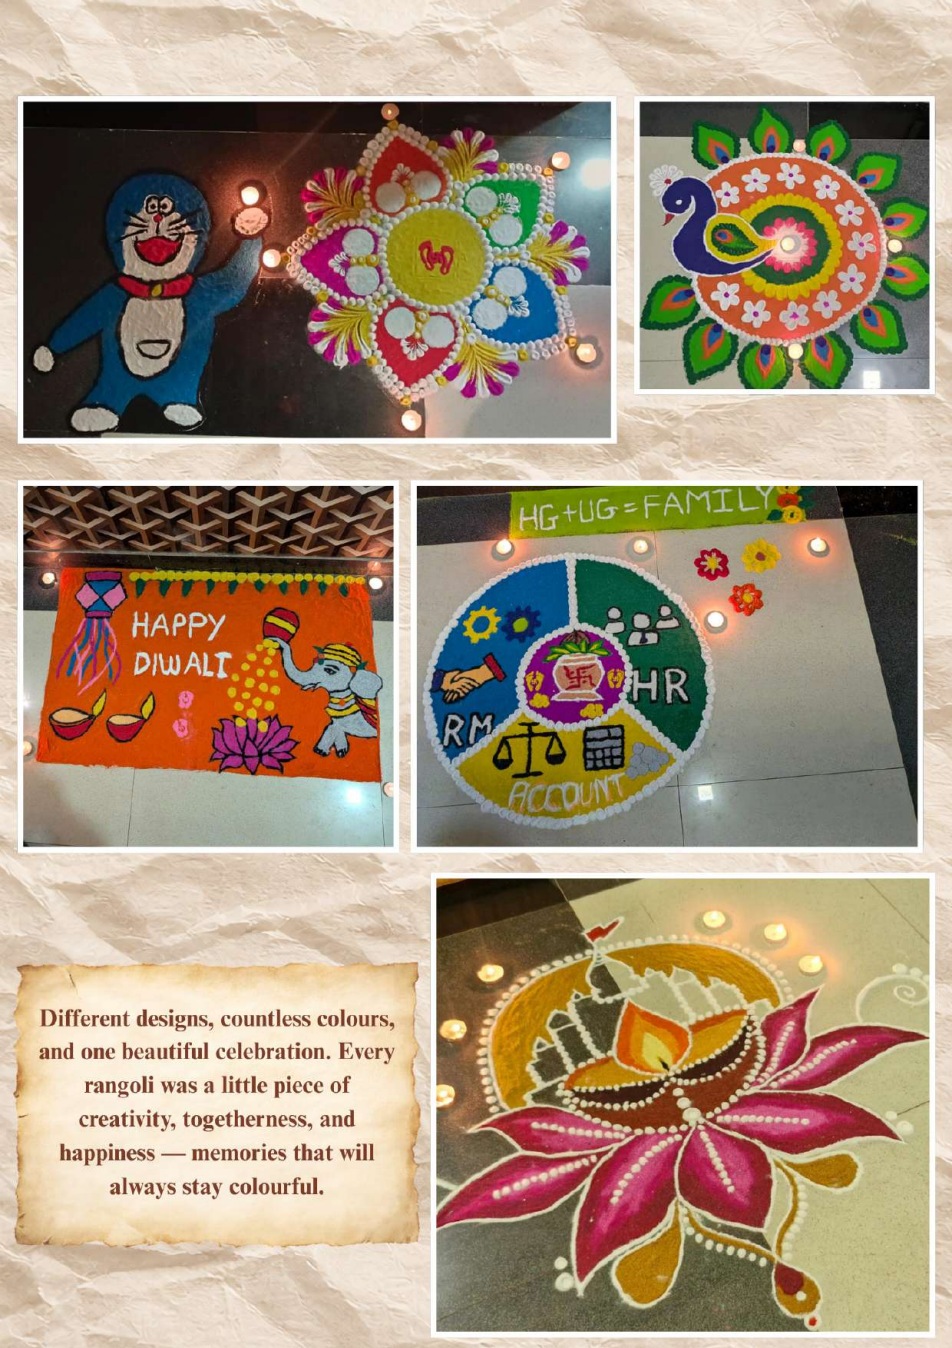 HAPPY
DIWALI
HG+UG=FAMILY
HR
RM
ACCOUNT
Different designs, countless colours,
and one beautiful celebration. Every
rangoli was a little piece of
creativity, togetherness, and
happiness — memories that will
always stay colourful.